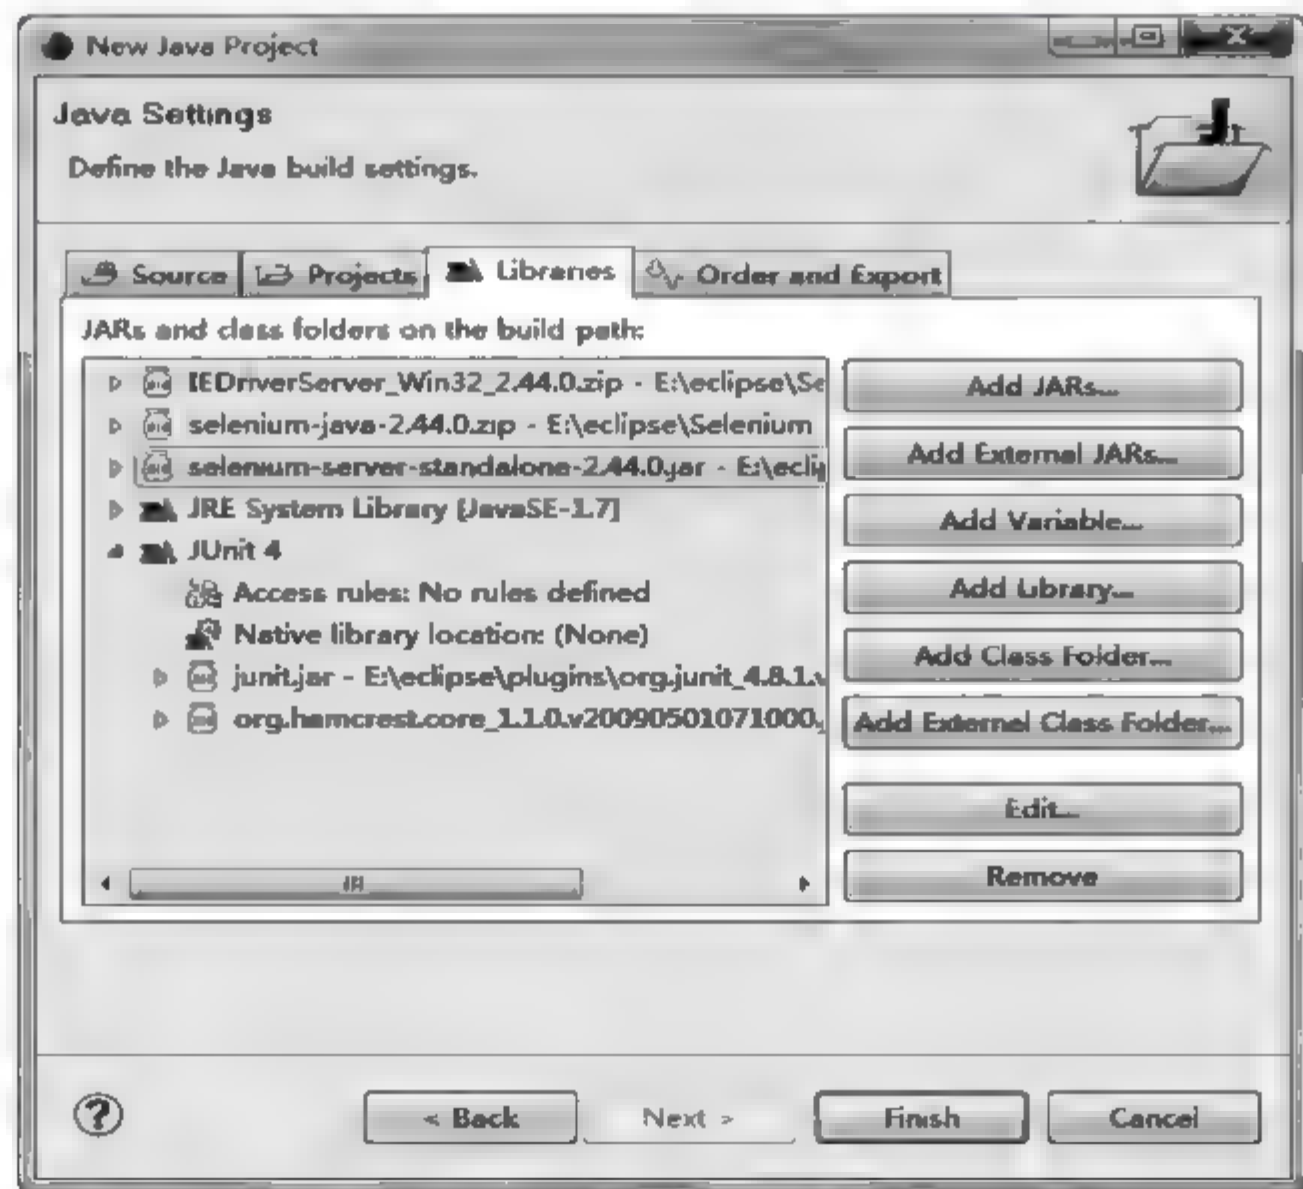 New Java Project
Java Settings
Define the Java build settings.
Source Projects Libraries Order and Export
JARs and class folders on the build path:
IEDriverServer_Win32_2.44.0.zip - E:\eclipse\Se
selenium-java-2.44.0.zip - E:\eclipse\Selenium
selenium-server-standalone-2.44.0.jar - E:\eclip
JRE System Library [JavaSE-1.7]
JUnit 4
Access rules: No rules defined
Native library location: (None)
junit.jar - E:\eclipse\plugins\org.junit_4.8.1.v
org.hamcrest.core_1.1.0.v20090501071000.j
Add JARs...
Add External JARs...
Add Variable...
Add Library...
Add Class Folder...
Add External Class Folder...
Edit...
Remove
< Back Next > Finish Cancel